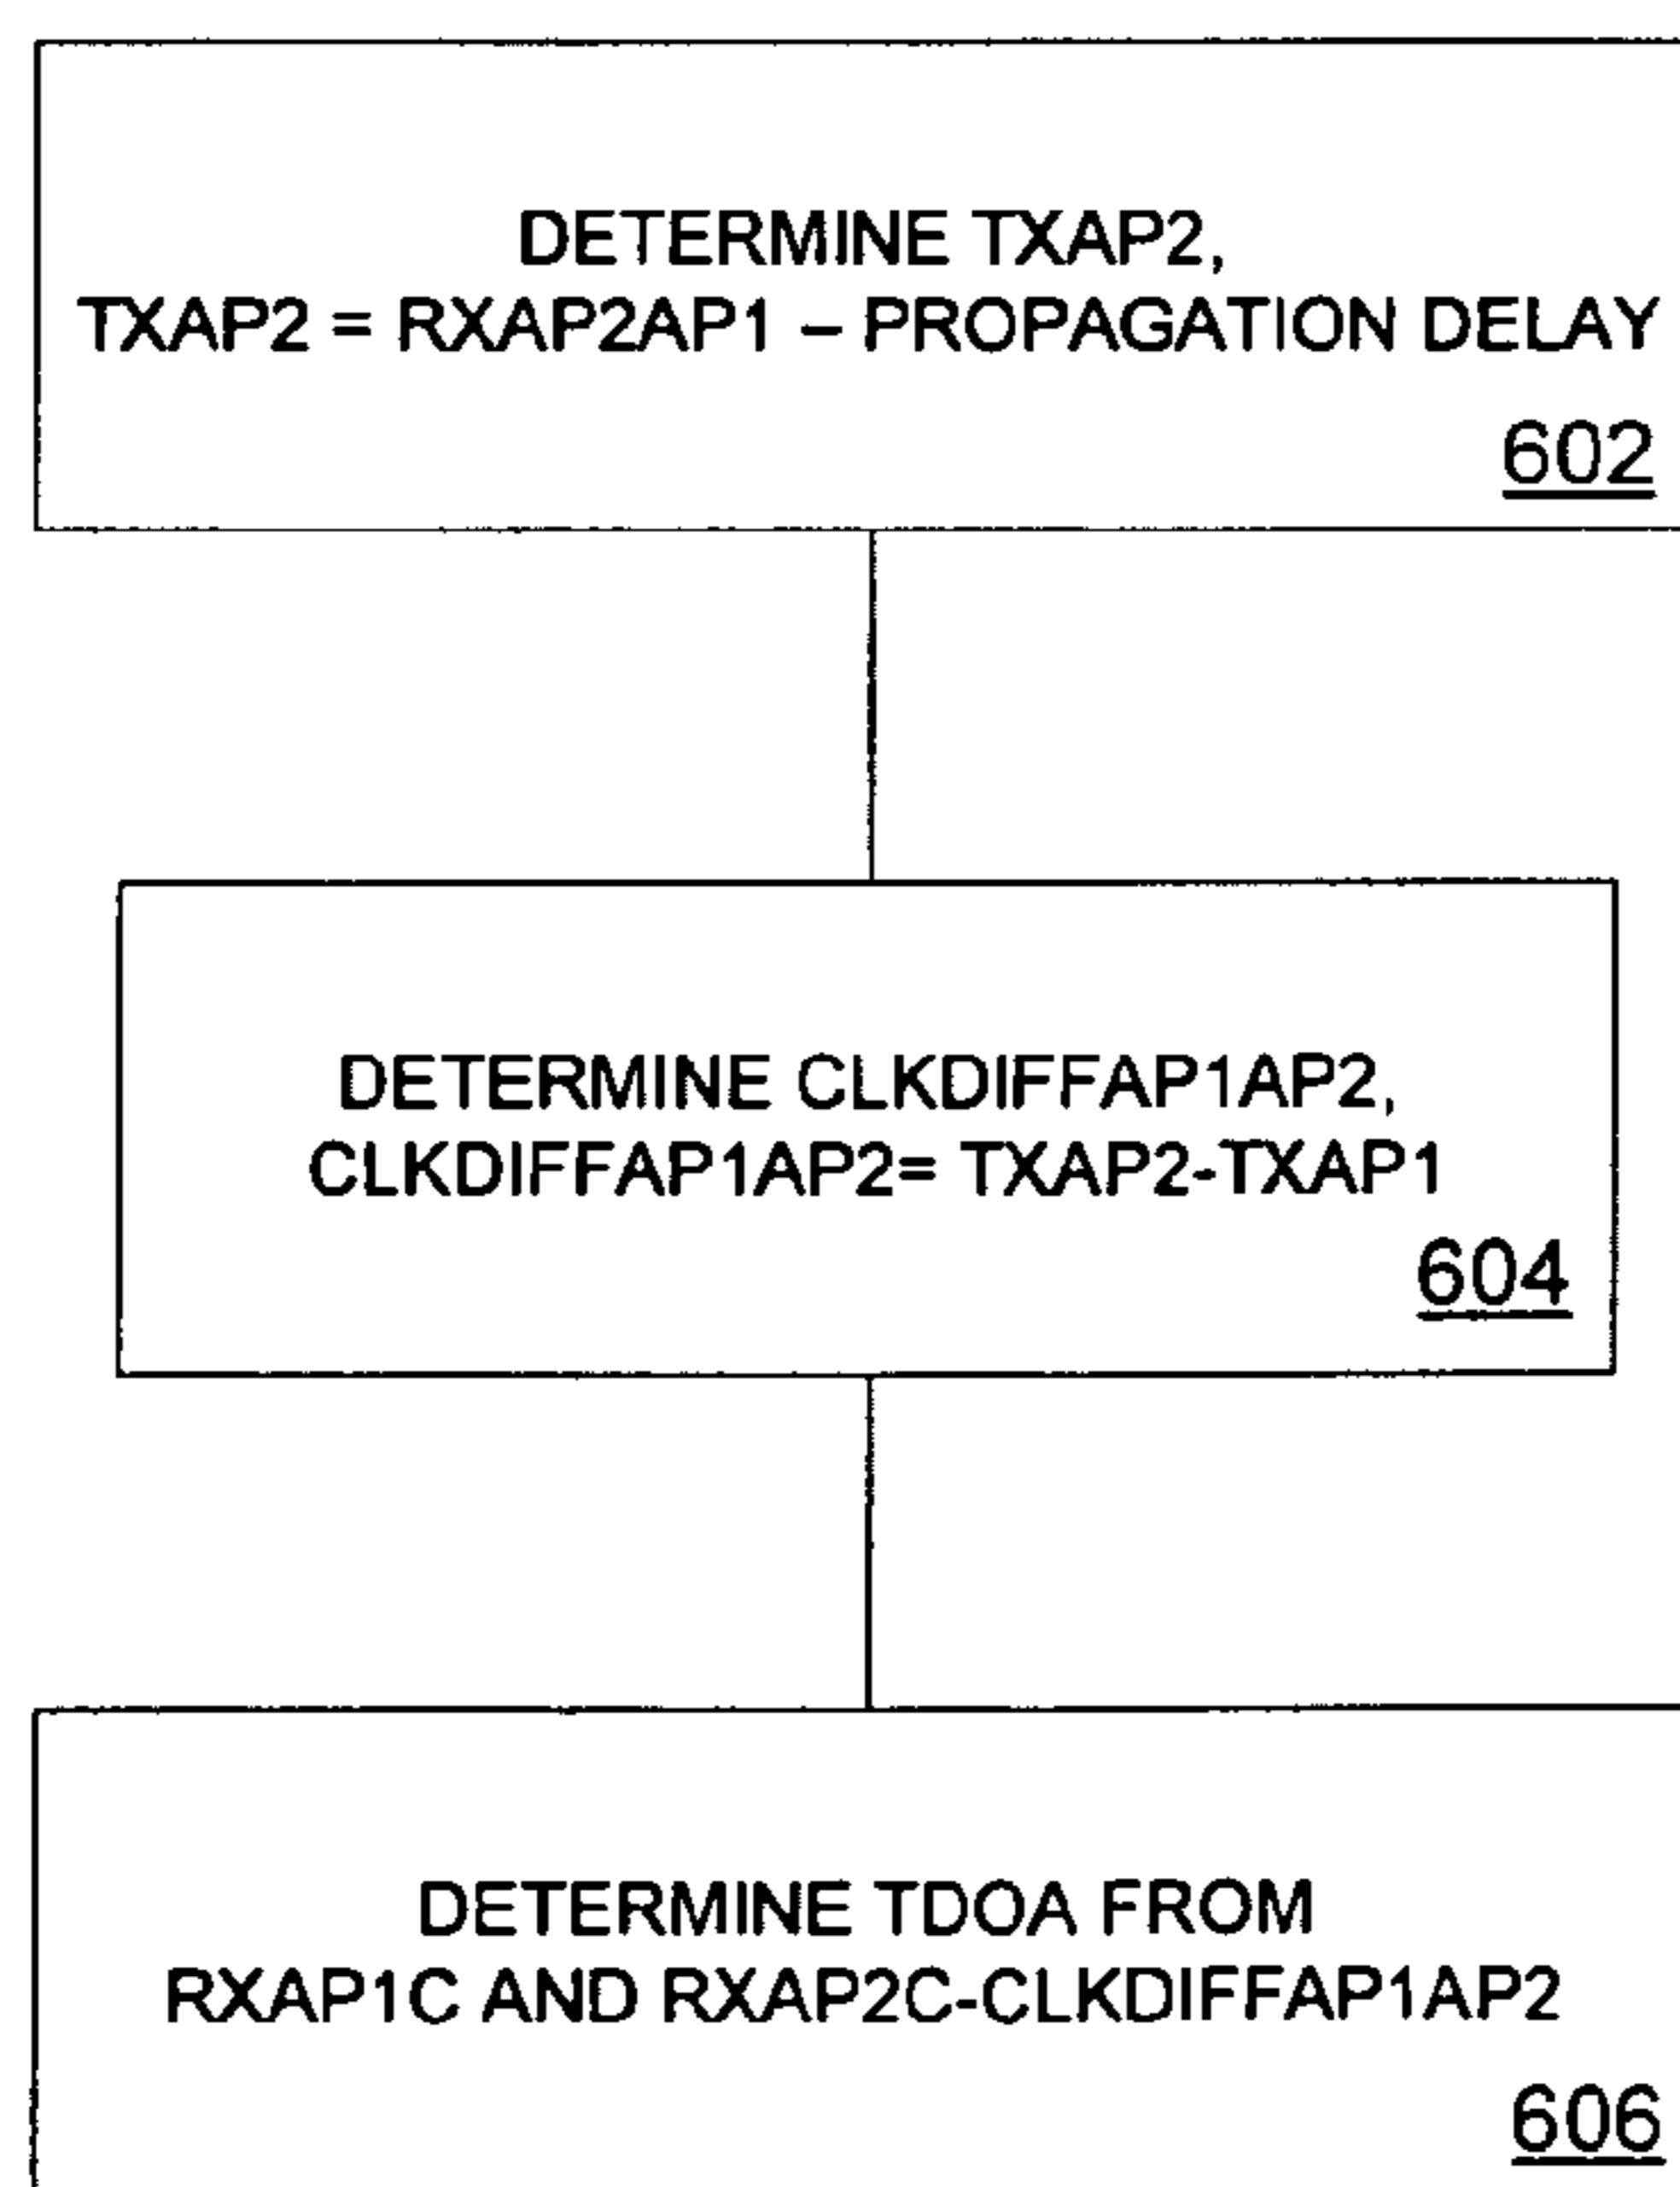 DETERMINE TXAP2,
TXAP2 = RXAP2AP1 – PROPAGATION DELAY
602
DETERMINE CLKDIFFAP1AP2,
CLKDIFFAP1AP2= TXAP2-TXAP1
604
DETERMINE TDOA FROM
RXAP1C AND RXAP2C-CLKDIFFAP1AP2
606